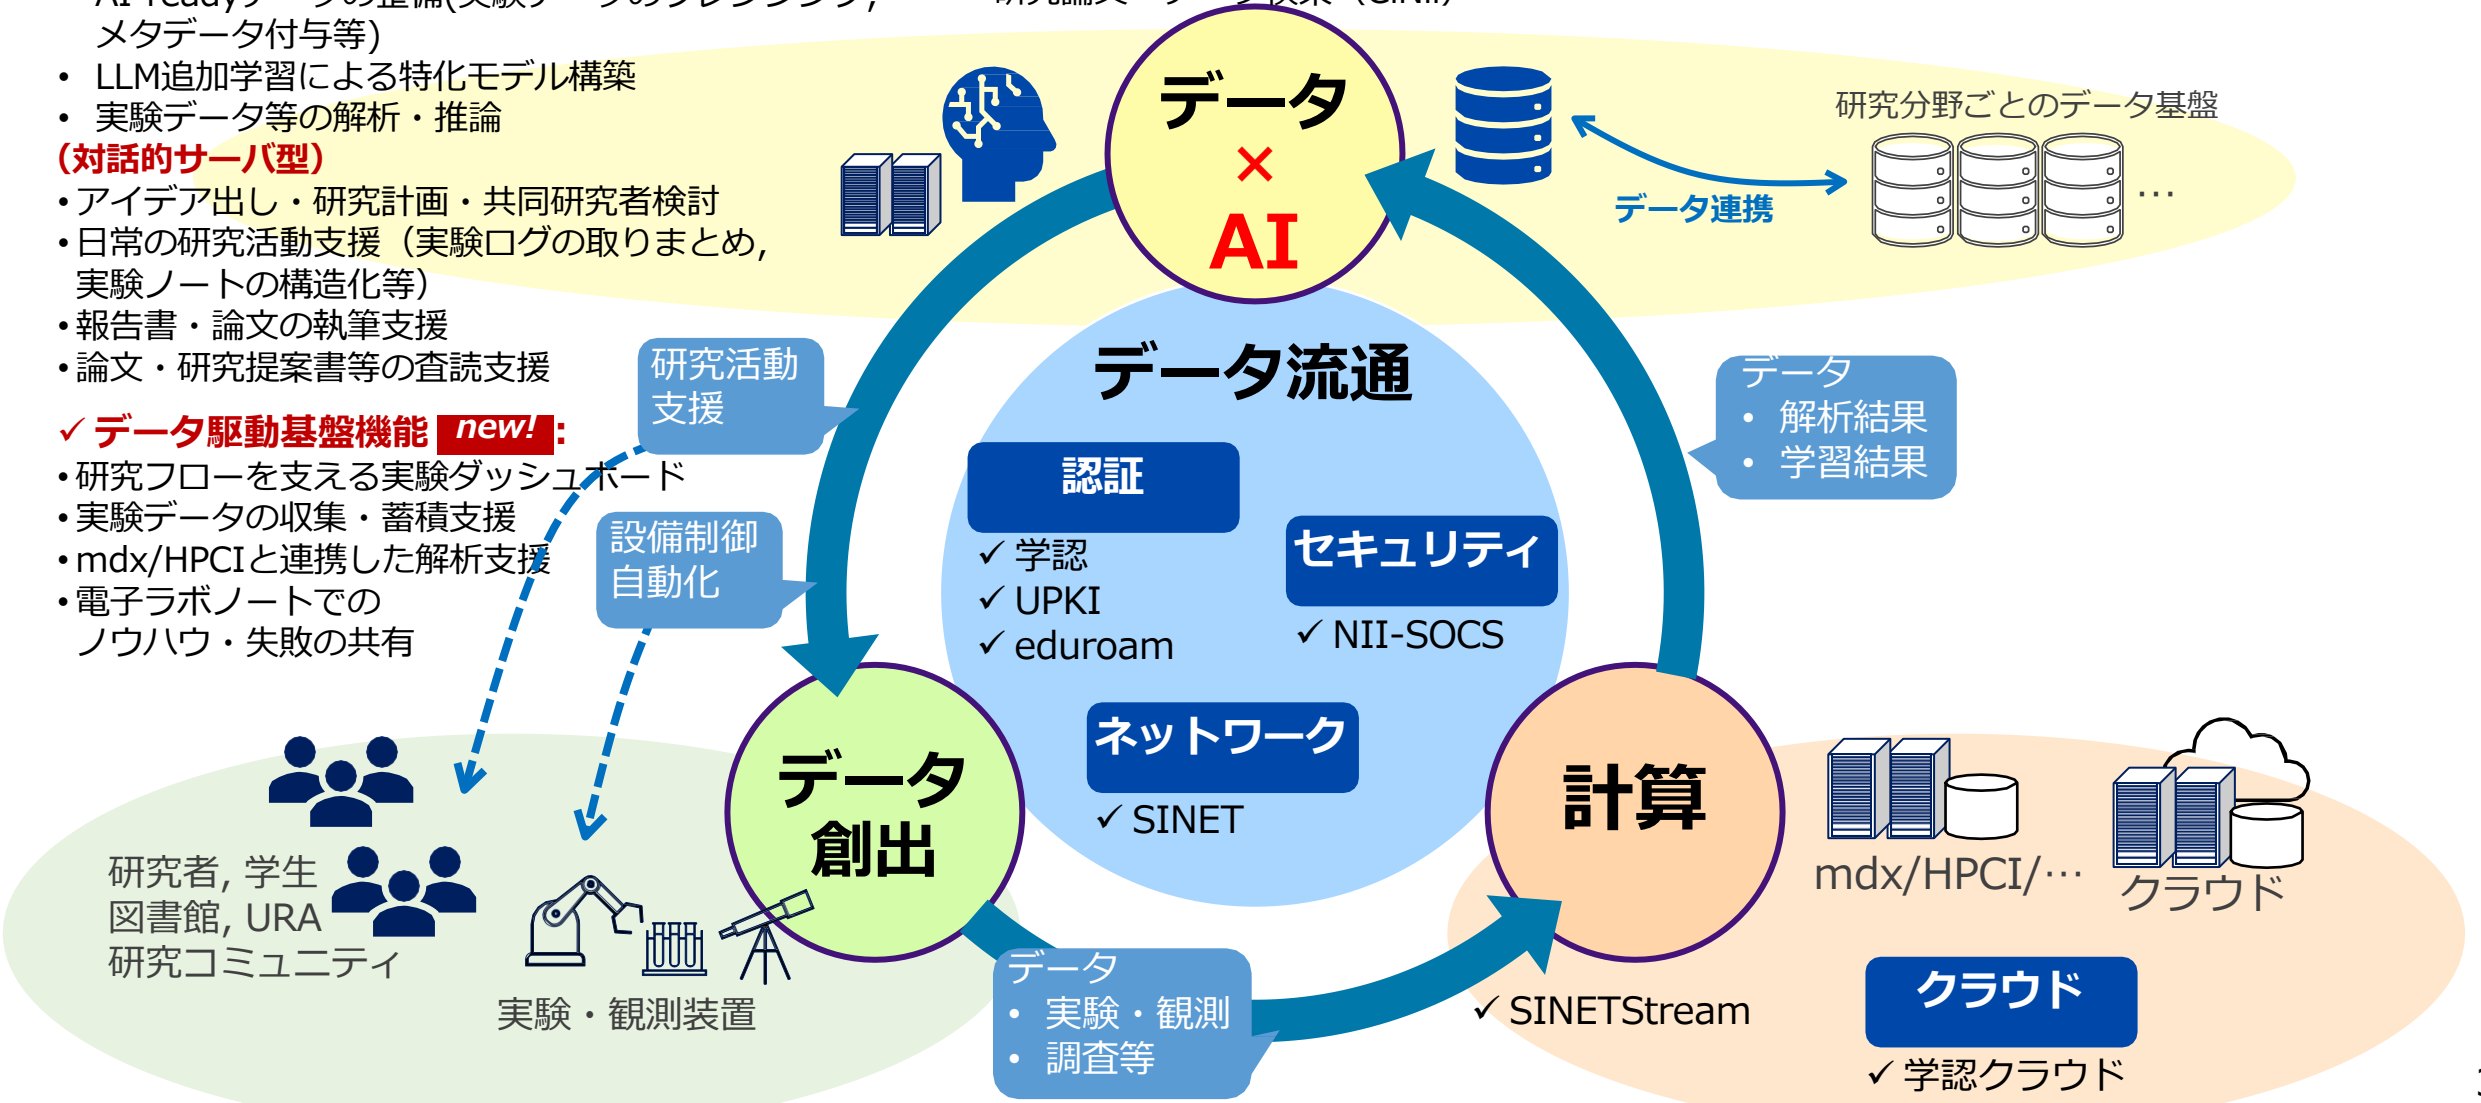 メタデータ付与等)
• LLM追加学習による特化モデル構築
• 実験データ等の解析・推論
（対話的サーバ型）
•アイデア出し・研究計画・共同研究者検討
•日常の研究活動支援（実験ログの取りまとめ,
実験ノートの構造化等）
•報告書・論文の執筆支援
•論文・研究提案書等の査読支援
✓データ駆動基盤機能 new! :
•研究フローを支える実験ダッシュボード
•実験データの収集・蓄積支援
•mdx/HPCIと連携した解析支援
•電子ラボノートでの
ノウハウ・失敗の共有
データ
×
AI
研究分野ごとのデータ基盤
…
データ連携
データ流通
研究活動
支援
設備制御
自動化
データ
• 解析結果
• 学習結果
認証
✓学認
✓UPKI
✓eduroam
セキュリティ
✓NII-SOCS
ネットワーク
✓SINET
データ
創出
計算
研究者, 学生
図書館, URA
研究コミュニティ
実験・観測装置
データ
• 実験・観測
• 調査等
✓SINETStream
mdx/HPCI/…
クラウド
クラウド
✓学認クラウド